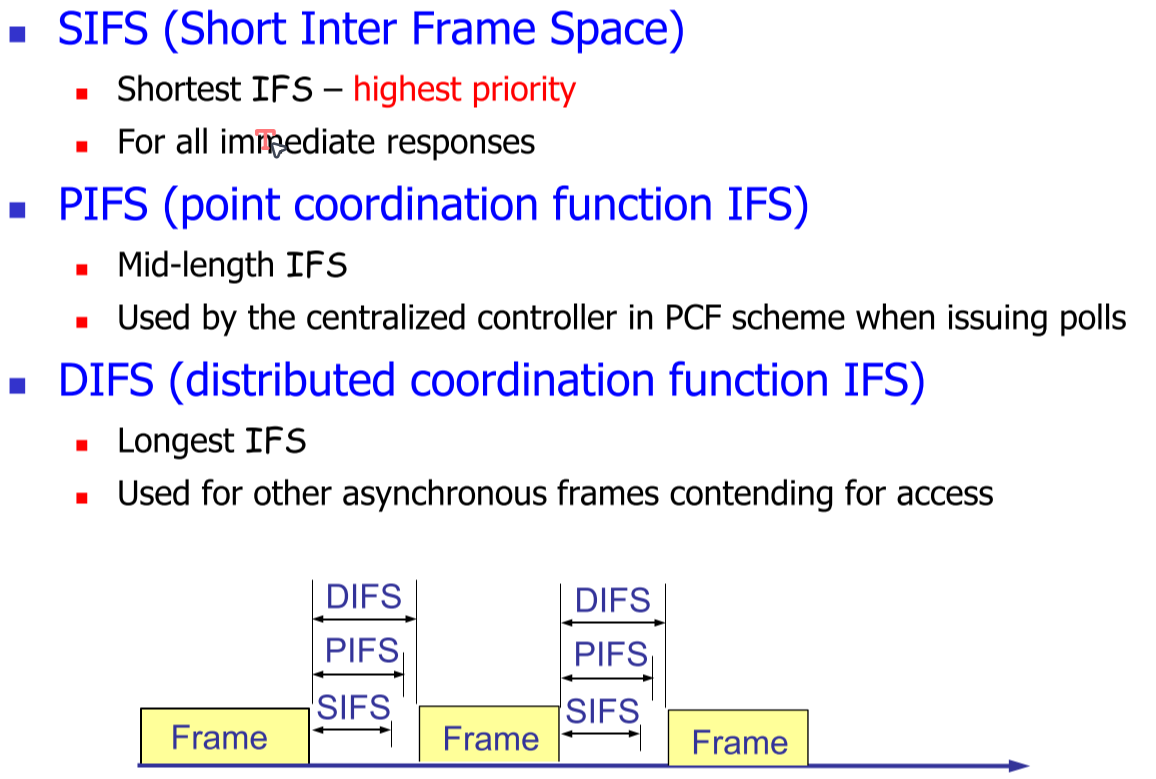 SIFS (Short Inter Frame Space)
Shortest IFS – highest priority
For all immediate responses
PIFS (point coordination function IFS)
Mid-length IFS
Used by the centralized controller in PCF scheme when issuing polls
DIFS (distributed coordination function IFS)
Longest IFS
Used for other asynchronous frames contending for access
DIFS DIFS
PIFS PIFS
SIFS SIFS
Frame Frame Frame